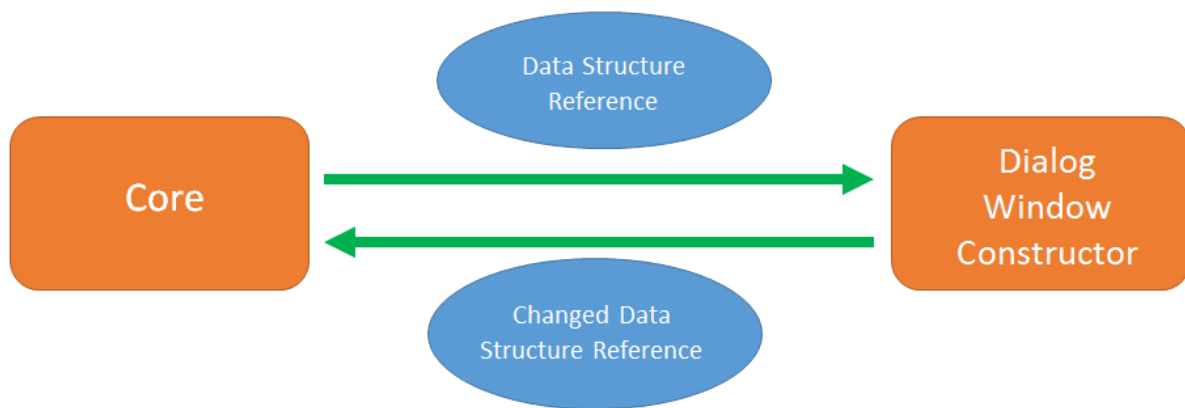 Data Structure
Reference
Core
Dialog
Window
Constructor
Changed Data
Structure Reference